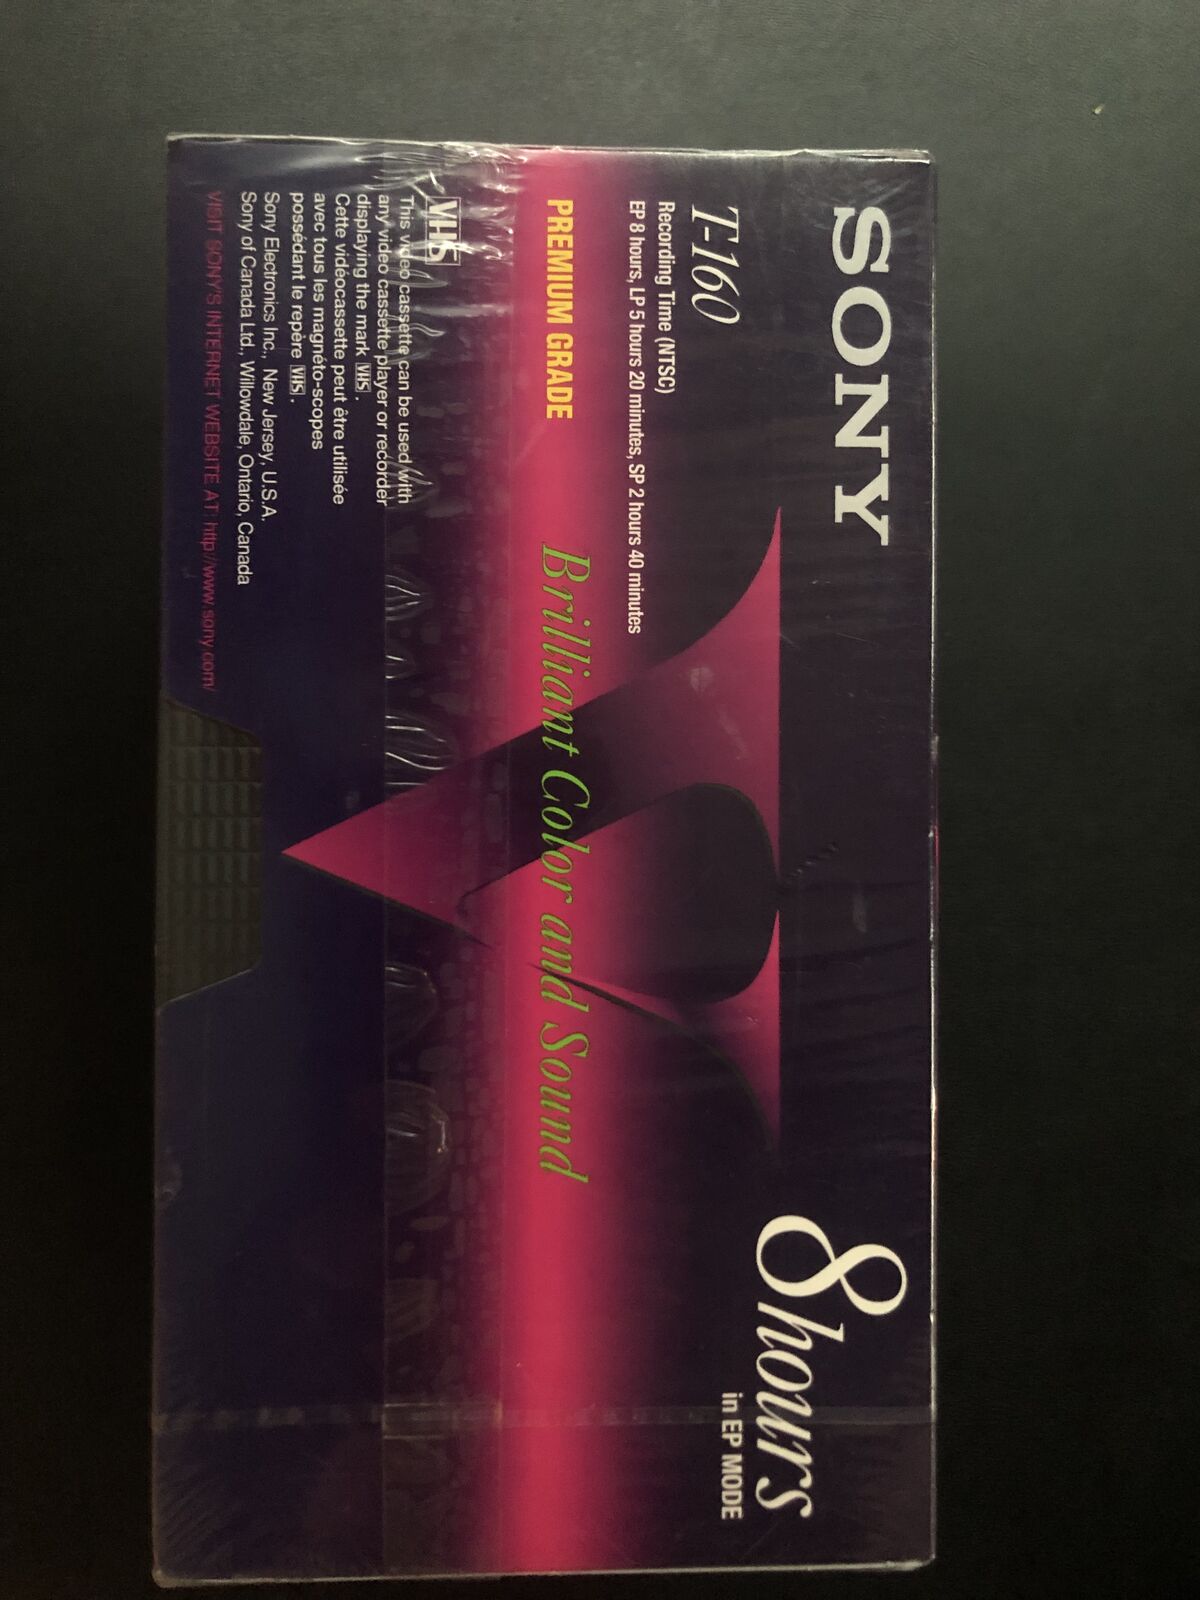 SONY
8 hours
in EP MODE
T-160
Recording Time (NTSC)
EP 8 hours, LP 5 hours 20 minutes, SP 2 hours 40 minutes
PREMIUM GRADE
Brilliant Color and Sound
V
VHS
This video cassette can be used with
any video cassette player or recorder
displaying the mark VHS.
Cette vidéocassette peut être utilisée
avec tous les magnéto-scopes
possédant le repère VHS.
Sony Electronics Inc., New Jersey, U.S.A.
Sony of Canada Ltd., Willowdale, Ontario, Canada
VISIT SONY'S INTERNET WEBSITE AT: http://www.sony.com/